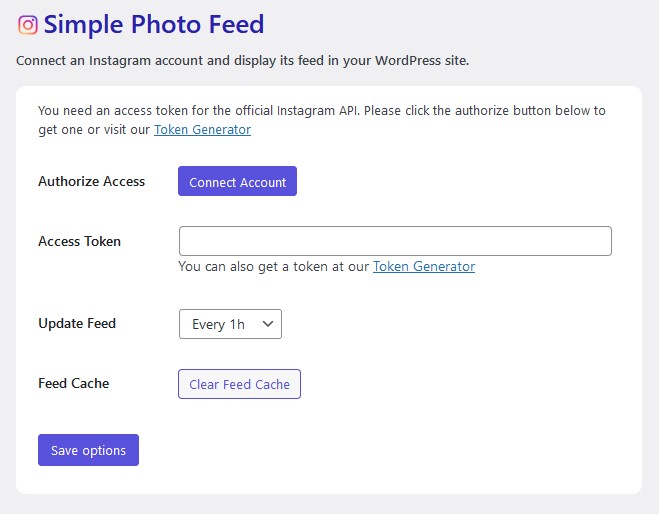 Simple Photo Feed
Connect an Instagram account and display its feed in your WordPress site.
You need an access token for the official Instagram API. Please click the authorize button below to
get one or visit our Token Generator
Authorize Access Connect Account
Access Token
You can also get a token at our Token Generator
Update Feed Every 1h
Feed Cache Clear Feed Cache
Save options